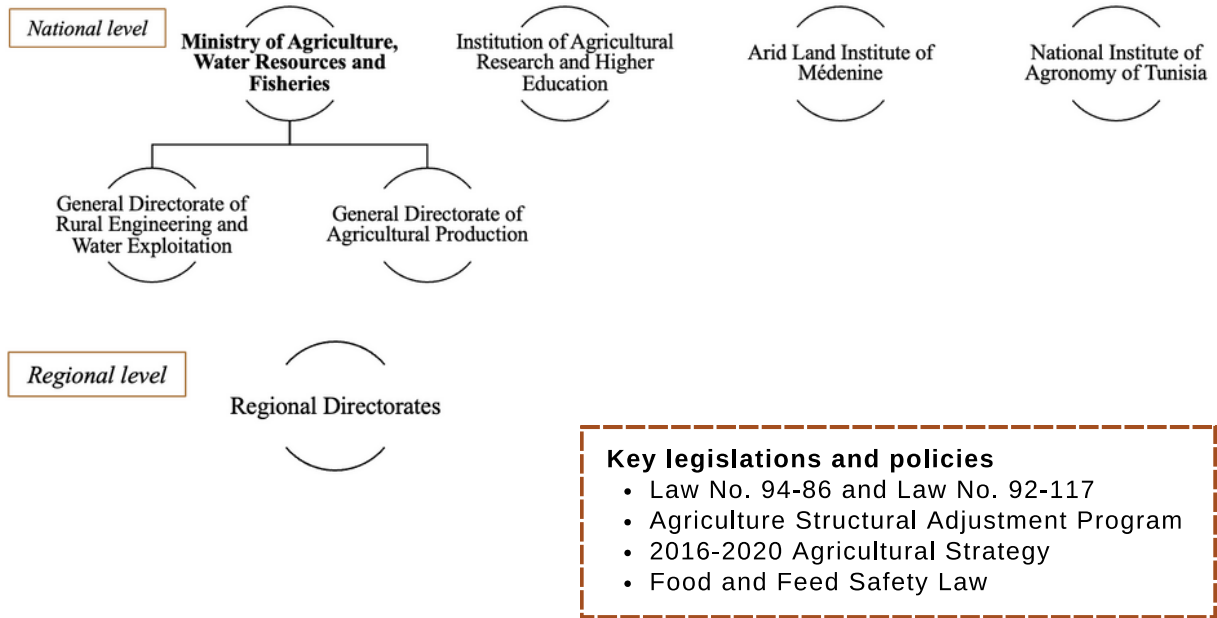 National level
Ministry of Agriculture,
Water Resources and
Fisheries
Institution of Agricultural
Research and Higher
Education
Arid Land Institute of
Médenine
National Institute of
Agronomy of Tunisia
General Directorate of
Rural Engineering and
Water Exploitation
General Directorate of
Agricultural Production
Regional level
Regional Directorates
Key legislations and policies
• Law No. 94-86 and Law No. 92-117
• Agriculture Structural Adjustment Program
• 2016-2020 Agricultural Strategy
• Food and Feed Safety Law